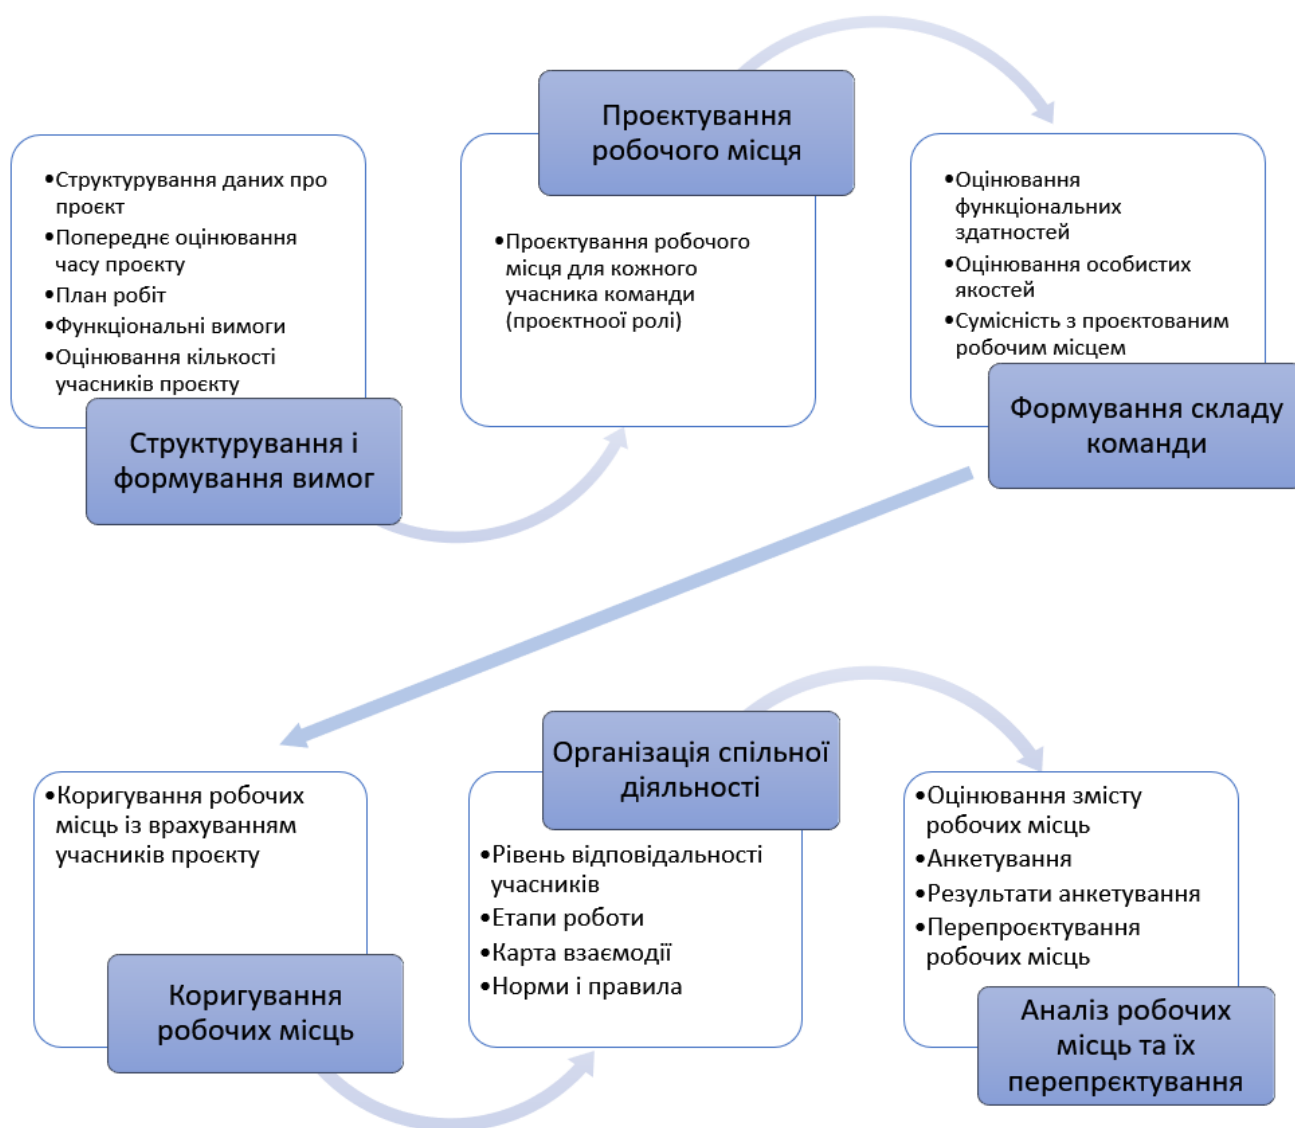 •Структурування даних про
проєкт
•Попереднє оцінювання
часу проєкту
•План робіт
•Функціональні вимоги
•Оцінювання кількості
учасників проєкту
Структурування і
формування вимог
Проєктування
робочого місця
•Проєктування робочого
місця для кожного
учасника команди
(проєктноої ролі)
•Оцінювання
функціональних
здатностей
•Оцінювання особистих
якостей
•Сумісність з проєктованим
робочим місцем
Формування складу
команди
•Коригування робочих
місць із врахуванням
учасників проєкту
Коригування
робочих місць
Організація спільної
діяльності
•Рівень відповідальності
учасників
•Етапи роботи
•Карта взаємодії
•Норми і правила
•Оцінювання змісту
робочих місць
•Анкетування
•Результати анкетування
•Перепроєктування
робочих місць
Аналіз робочих
місць та їх
перепрєктування